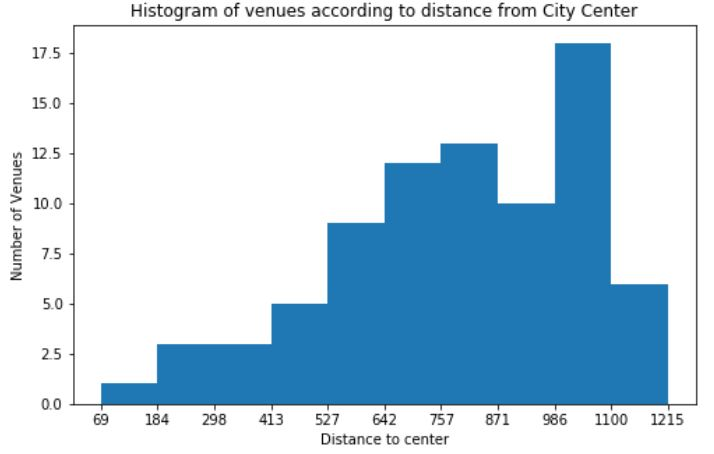 Histogram of venues according to distance from City Center
Number of Venues
17.5
15.0
12.5
10.0
7.5
5.0
2.5
0.0
69 184 298 413 527 642 757 871 986 1100 1215
Distance to center